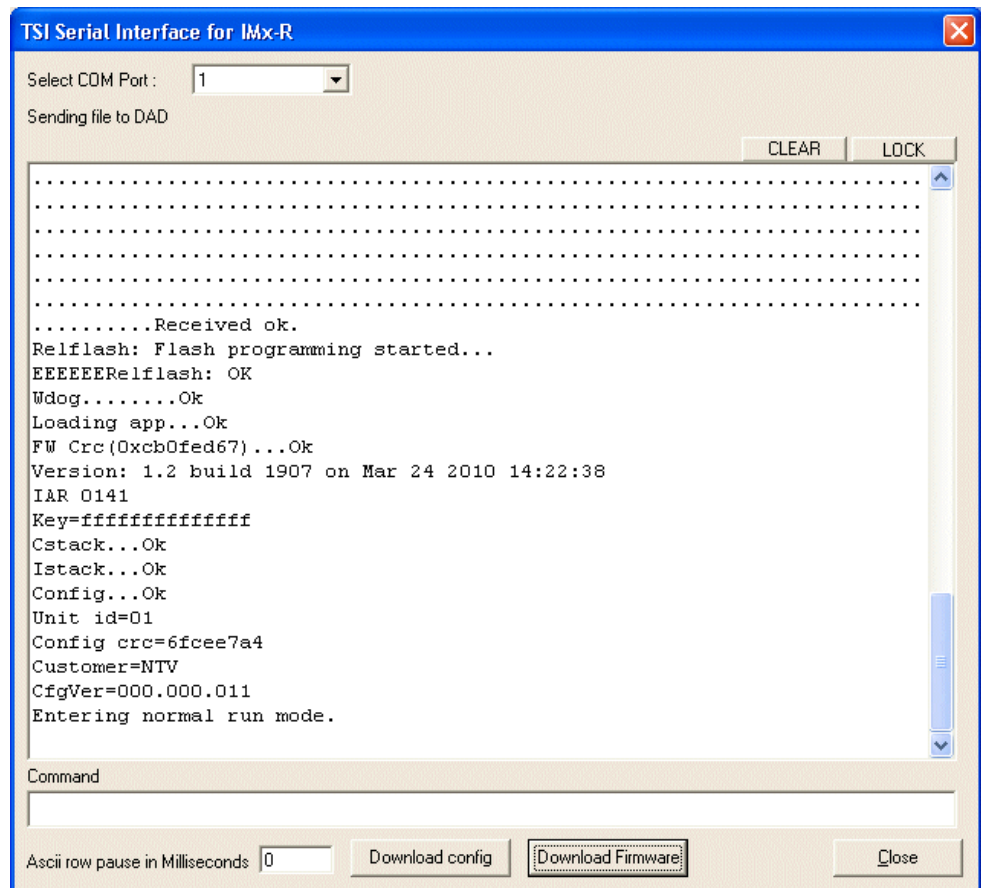 TSI Serial Interface for IMx-R
Select COM Port : 1
Sending file to DAD
CLEAR LOCK
..........................................................................
..........................................................................
..........................................................................
..........................................................................
..........................................................................
..........................................................................
..........Received ok.
Relflash: Flash programming started...
EEEEEERelflash: OK
Wdog........Ok
Loading app...Ok
FW Crc(0xcb0fed67)...Ok
Version: 1.2 build 1907 on Mar 24 2010 14:22:38
IAR 0141
Key=ffffffffffffff
Cstack...Ok
Istack...Ok
Config...Ok
Unit id=01
Config crc=6fcee7a4
Customer=NTV
CfgVer=000.000.011
Entering normal run mode.
Command
Ascii row pause in Milliseconds 0 Download config Download Firmware Close